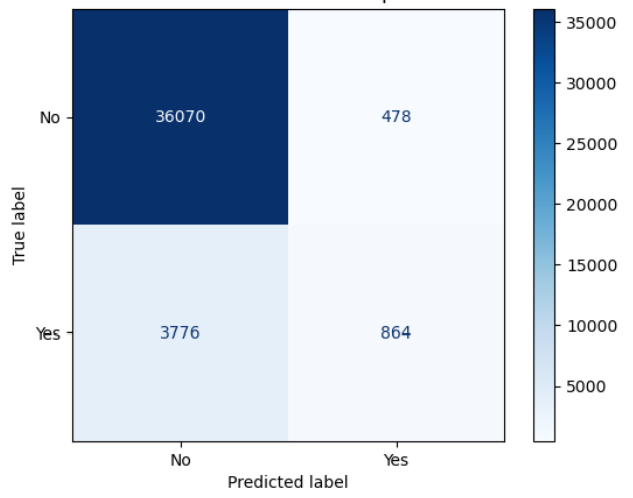 No
36070
478
Yes
3776
864
No
Yes
Predicted label
True label
35000
30000
25000
20000
15000
10000
5000